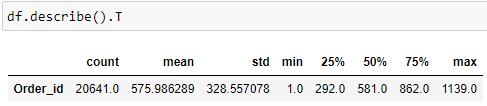 df.describe().T
count mean std min 25% 50% 75% max
Order_id 20641.0 575.986289 328.557078 1.0 292.0 581.0 862.0 1139.0